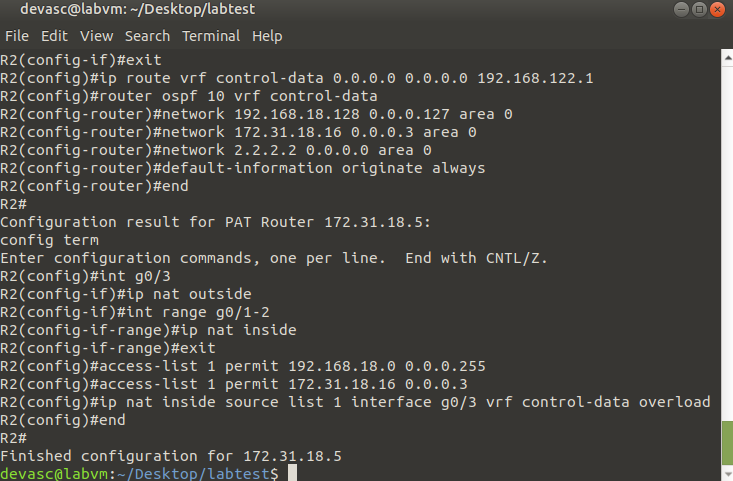 devasc@labvm: ~/Desktop/labtest
File Edit View Search Terminal Help
R2(config-if)#exit
R2(config)#ip route vrf control-data 0.0.0.0 0.0.0.0 192.168.122.1
R2(config)#router ospf 10 vrf control-data
R2(config-router)#network 192.168.18.128 0.0.0.127 area 0
R2(config-router)#network 172.31.18.16 0.0.0.3 area 0
R2(config-router)#network 2.2.2.2 0.0.0.0 area 0
R2(config-router)#default-information originate always
R2(config-router)#end
R2#
Configuration result for PAT Router 172.31.18.5:
config term
Enter configuration commands, one per line.  End with CNTL/Z.
R2(config)#int g0/3
R2(config-if)#ip nat outside
R2(config-if)#int range g0/1-2
R2(config-if-range)#ip nat inside
R2(config-if-range)#exit
R2(config)#access-list 1 permit 192.168.18.0 0.0.0.255
R2(config)#access-list 1 permit 172.31.18.16 0.0.0.3
R2(config)#ip nat inside source list 1 interface g0/3 vrf control-data overload
R2(config)#end
R2#
Finished configuration for 172.31.18.5
devasc@labvm:~/Desktop/labtest$